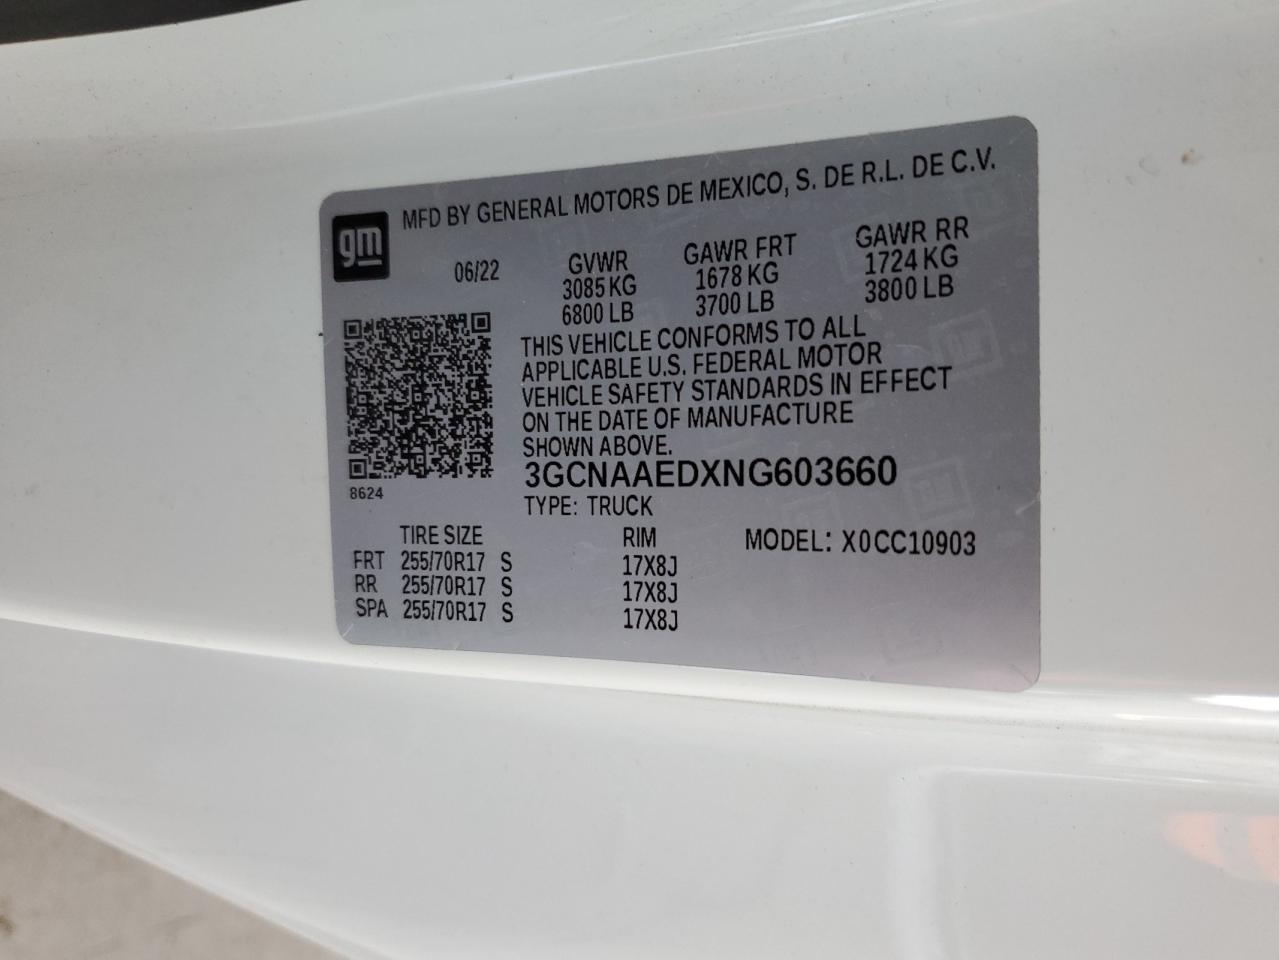 gm
MFD BY GENERAL MOTORS DE MEXICO, S. DE R.L. DE C.V.
06/22
GVWR
3085 KG
6800 LB
GAWR FRT
1678 KG
3700 LB
GAWR RR
1724 KG
3800 LB
THIS VEHICLE CONFORMS TO ALL
APPLICABLE U.S. FEDERAL MOTOR
VEHICLE SAFETY STANDARDS IN EFFECT
ON THE DATE OF MANUFACTURE
SHOWN ABOVE.
3GCNAAEDXNG603660
8624
TYPE: TRUCK
TIRE SIZE RIM MODEL: X0CC10903
FRT 255/70R17 S 17X8J
RR 255/70R17 S 17X8J
SPA 255/70R17 S 17X8J